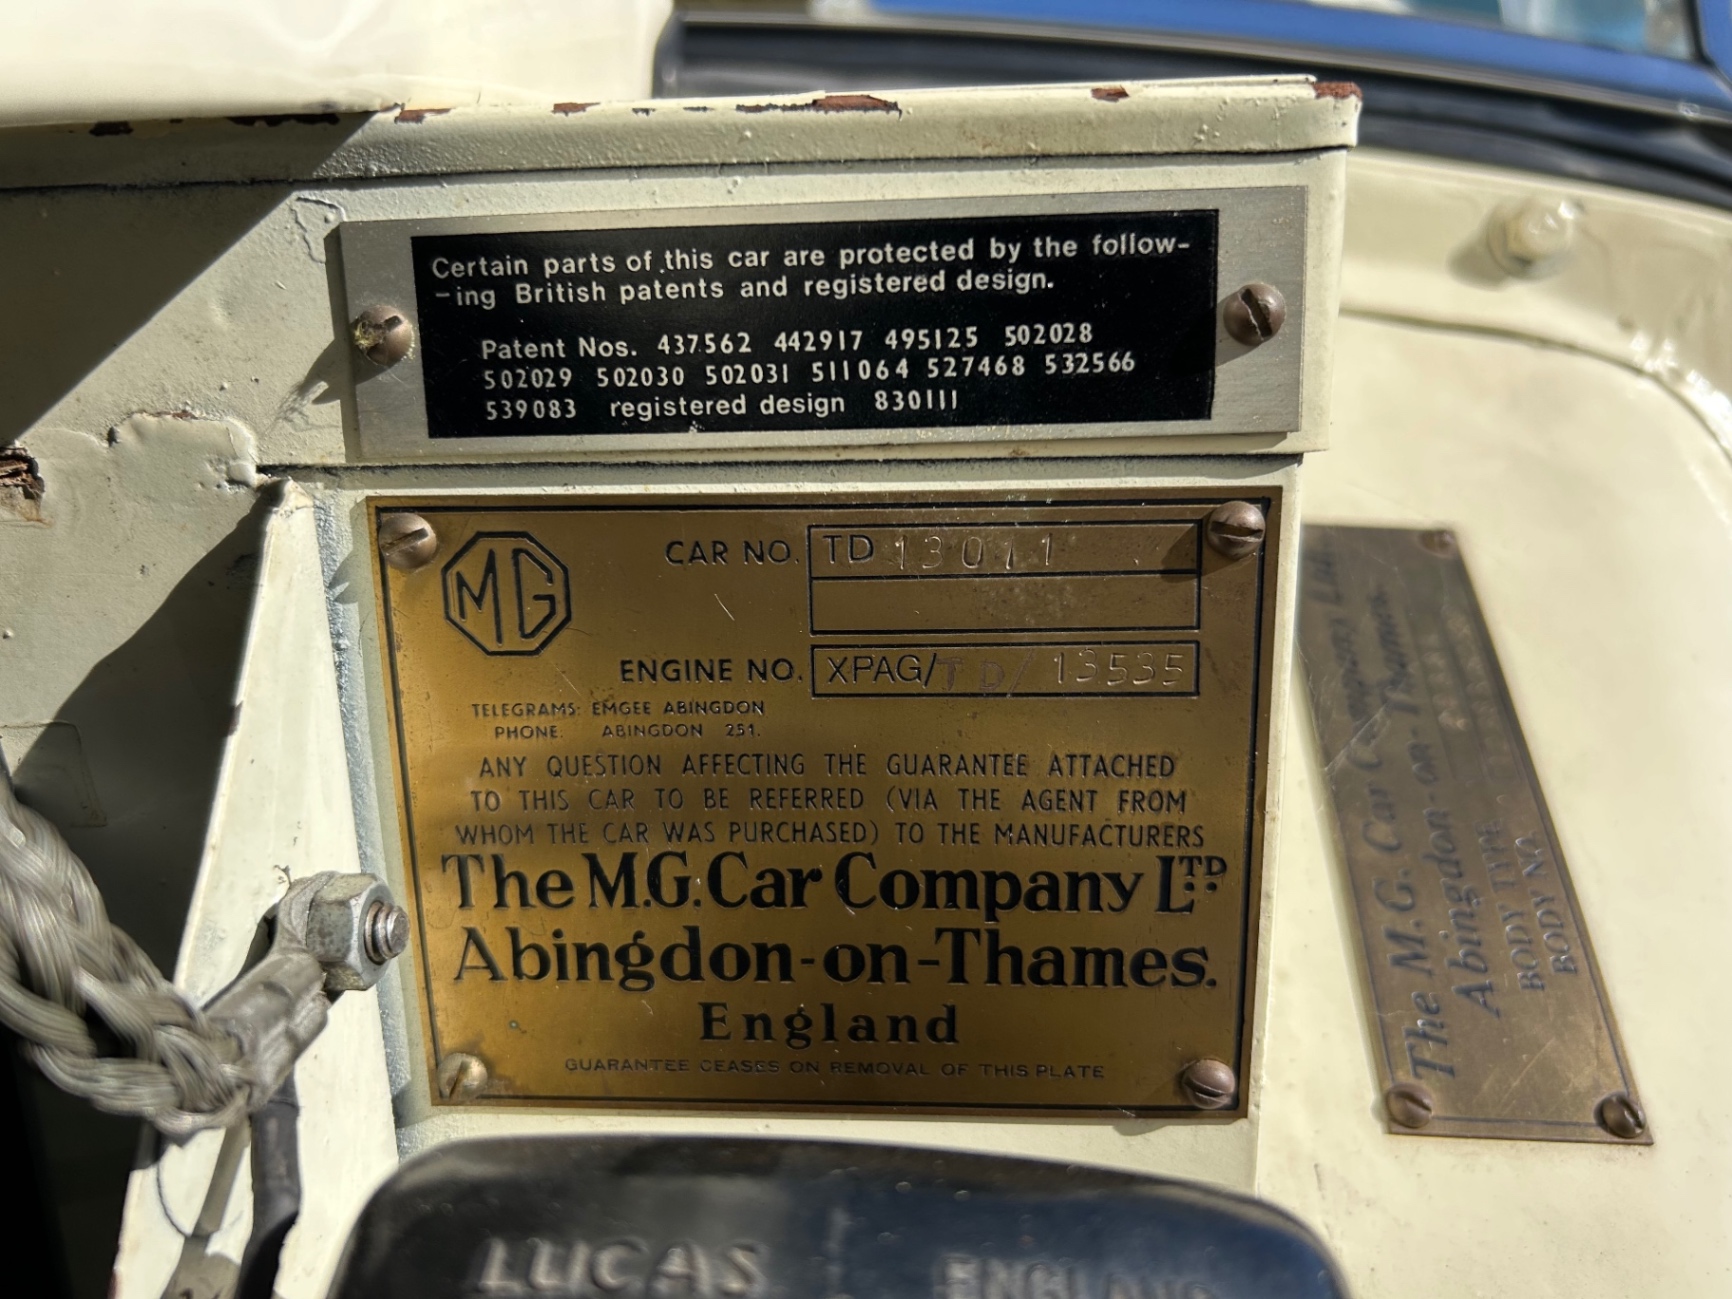 Certain parts of this car are protected by the follow-
-ing British patents and registered design.
Patent Nos. 437562 442917 495125 502028
502029 502030 502031 511064 527468 532566
539083 registered design 830111
MG
CAR NO. TD 13011
ENGINE NO. XPAG/TD/13535
TELEGRAMS: EMGEE ABINGDON
PHONE. ABINGDON 251.
ANY QUESTION AFFECTING THE GUARANTEE ATTACHED
TO THIS CAR TO BE REFERRED (VIA THE AGENT FROM
WHOM THE CAR WAS PURCHASED) TO THE MANUFACTURERS
The M.G. Car Company LTD
Abingdon-on-Thames.
England
GUARANTEE CEASES ON REMOVAL OF THIS PLATE
The M.G. Car Company Ltd
Abingdon-on-Thames.
BODY TYPE
BODY NO.
LUCAS ENGLAND